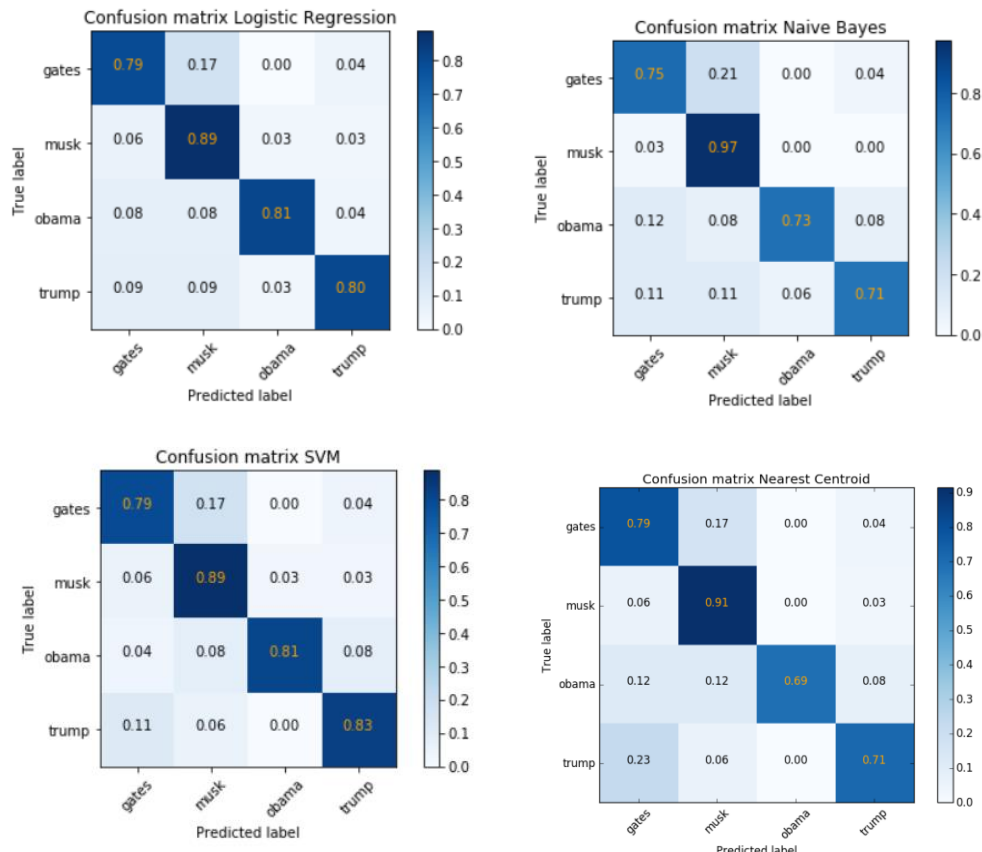 Confusion matrix Logistic Regression
gates 0.79 0.17 0.00 0.04
musk 0.06 0.89 0.03 0.03
obama 0.08 0.08 0.81 0.04
trump 0.09 0.09 0.03 0.80
gates musk obama trump
True label
Predicted label
0.8
0.7
0.6
0.5
0.4
0.3
0.2
0.1
0.0
Confusion matrix Naive Bayes
gates 0.75 0.21 0.00 0.04
musk 0.03 0.97 0.00 0.00
obama 0.12 0.08 0.73 0.08
trump 0.11 0.11 0.06 0.71
gates musk obama trump
True label
Predicted label
0.8
0.6
0.4
0.2
0.0
Confusion matrix SVM
gates 0.79 0.17 0.00 0.04
musk 0.06 0.89 0.03 0.03
obama 0.04 0.08 0.81 0.08
trump 0.11 0.06 0.00 0.83
gates musk obama trump
True label
Predicted label
0.8
0.7
0.6
0.5
0.4
0.3
0.2
0.1
0.0
Confusion matrix Nearest Centroid
gates 0.79 0.17 0.00 0.04
musk 0.06 0.91 0.00 0.03
obama 0.12 0.12 0.69 0.08
trump 0.23 0.06 0.00 0.71
gates musk obama trump
True label
Predicted label
0.9
0.8
0.7
0.6
0.5
0.4
0.3
0.2
0.1
0.0